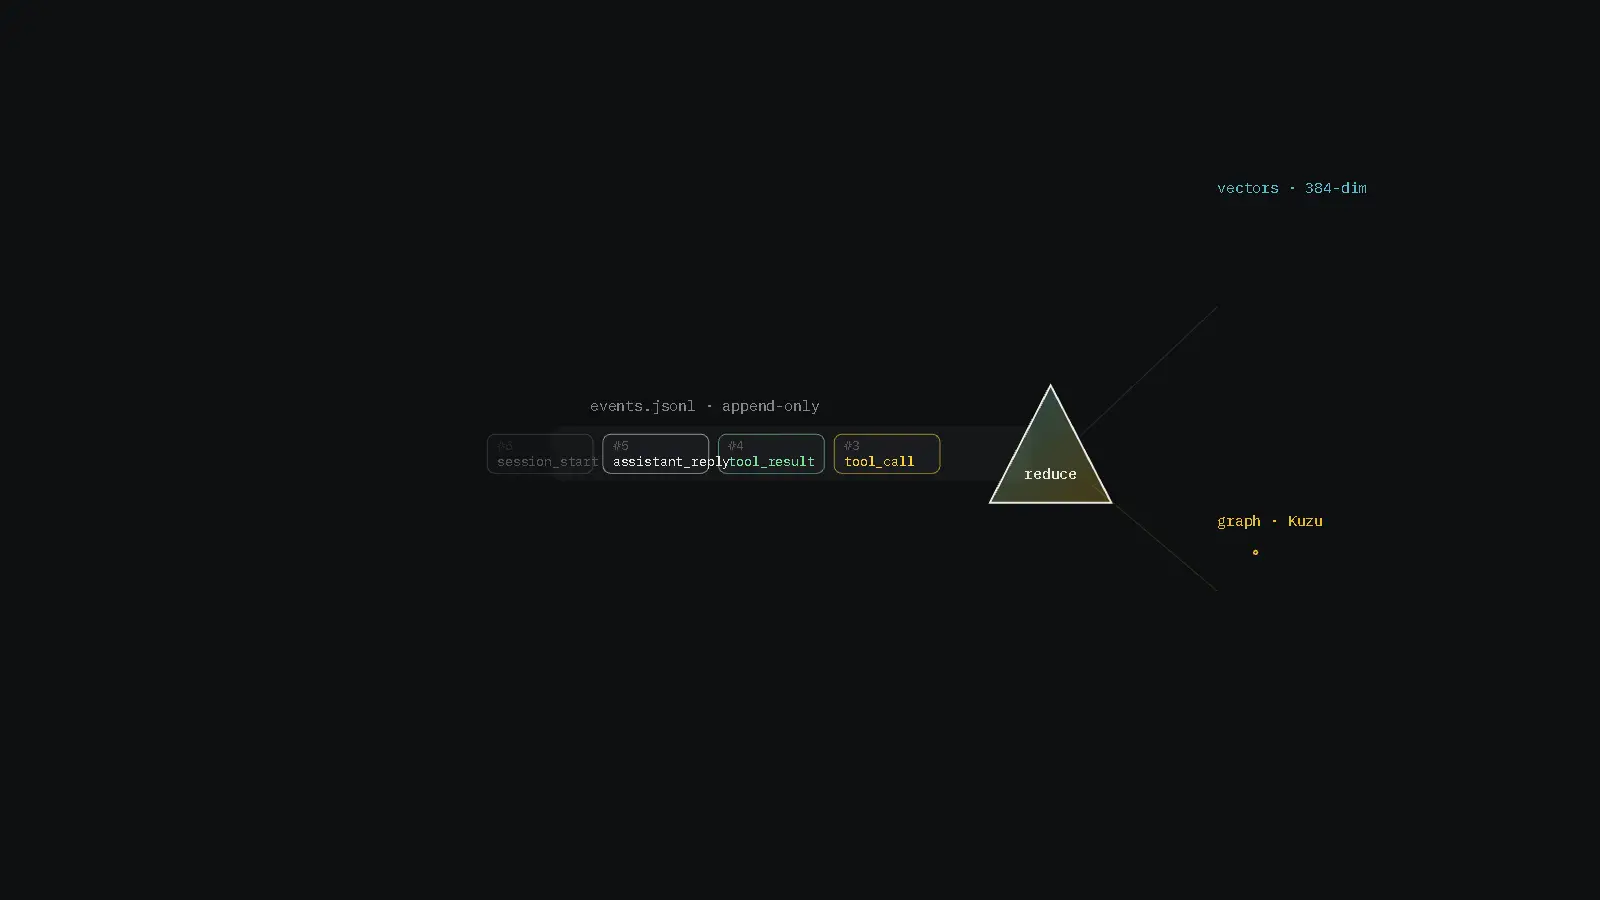 vectors · 384-dim
events.jsonl · append-only
#5
#4
#3
session_start
assistant_reply
tool_result
tool_call
reduce
graph · Kuzu